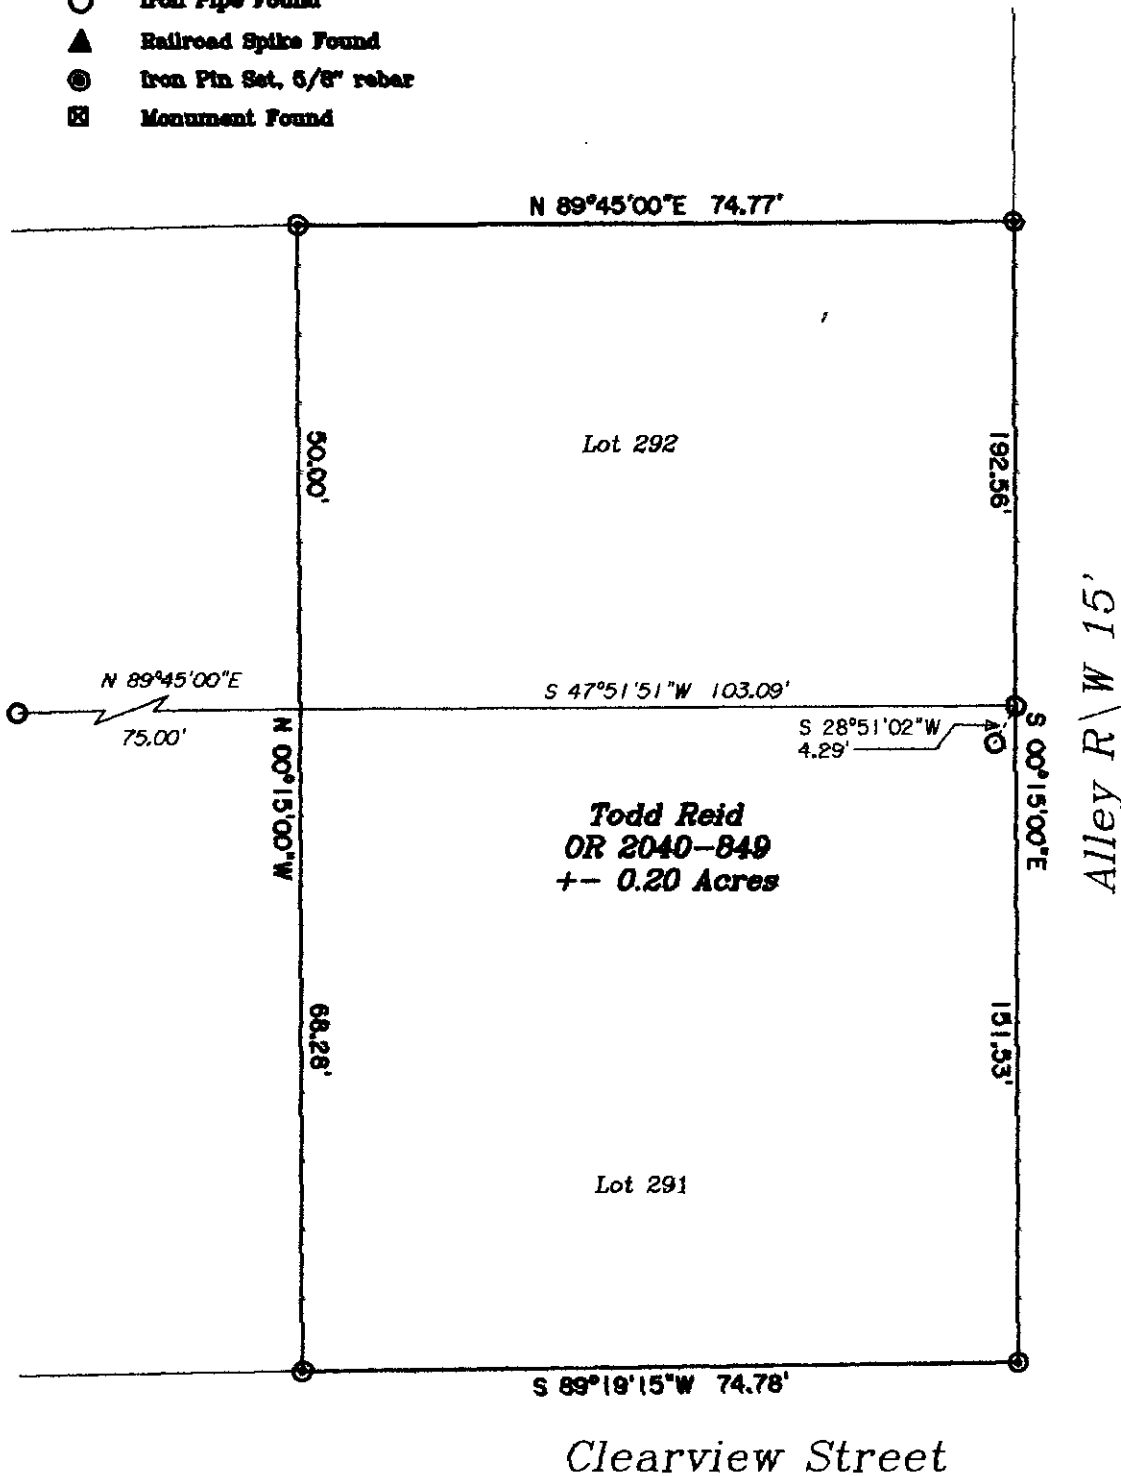 Iron Pipe Found
Railroad Spike Found
Iron Pin Set, 5/8" rebar
Monument Found
N 89°45'00"E 74.77'
50.00'
Lot 292
192.56'
N 89°45'00"E
75.00'
S 47°51'51"W 103.09'
S 28°51'02"W
4.29'
N 00°15'00"W
S 00°15'00"E
Alley R\W 15'
Todd Reid
OR 2040-849
+- 0.20 Acres
68.28'
151.53'
Lot 291
S 89°19'15"W 74.78'
Clearview Street